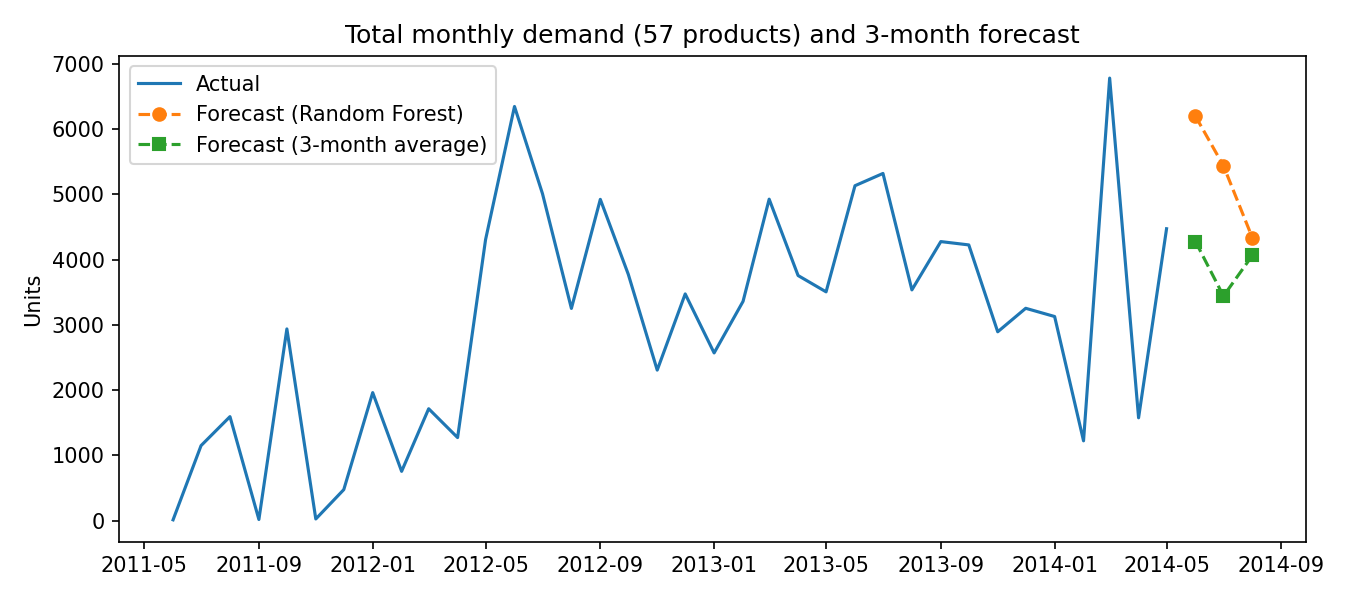 Total monthly demand (57 products) and 3-month forecast
7000
6000
5000
4000
3000
2000
1000
0
Units
Actual
Forecast (Random Forest)
Forecast (3-month average)
2011-05 2011-09 2012-01 2012-05 2012-09 2013-01 2013-05 2013-09 2014-01 2014-05 2014-09